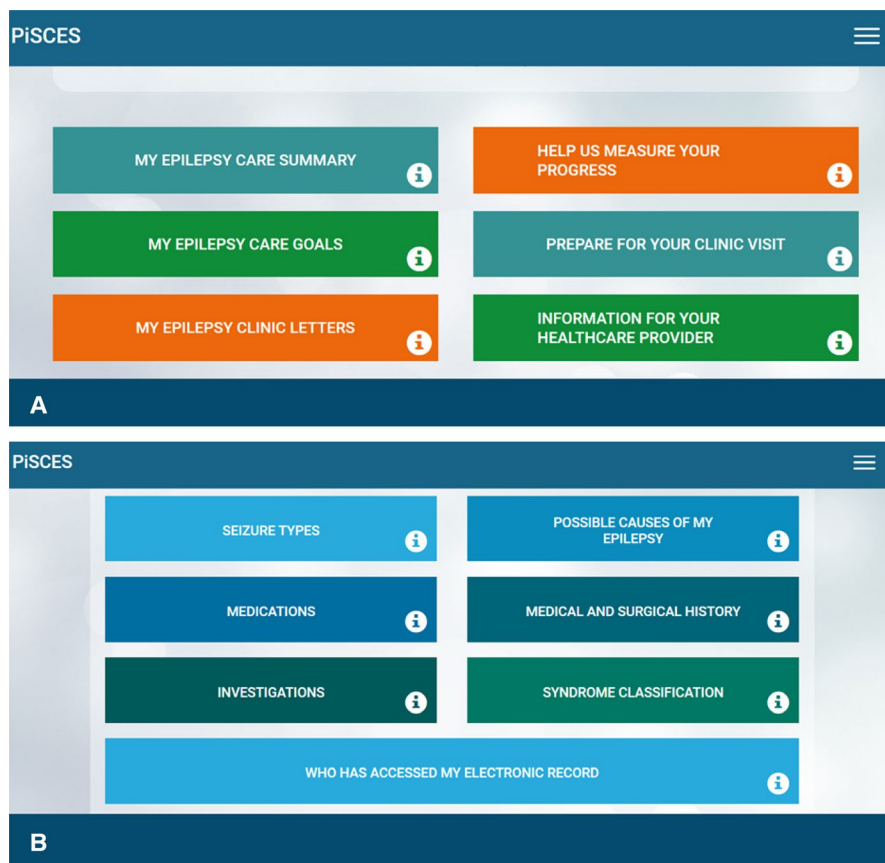 PiSCES
MY EPILEPSY CARE SUMMARY
HELP US MEASURE YOUR
PROGRESS
MY EPILEPSY CARE GOALS
PREPARE FOR YOUR CLINIC VISIT
MY EPILEPSY CLINIC LETTERS
INFORMATION FOR YOUR
HEALTHCARE PROVIDER
A
PiSCES
SEIZURE TYPES
POSSIBLE CAUSES OF MY
EPILEPSY
MEDICATIONS
MEDICAL AND SURGICAL HISTORY
INVESTIGATIONS
SYNDROME CLASSIFICATION
WHO HAS ACCESSED MY ELECTRONIC RECORD
B